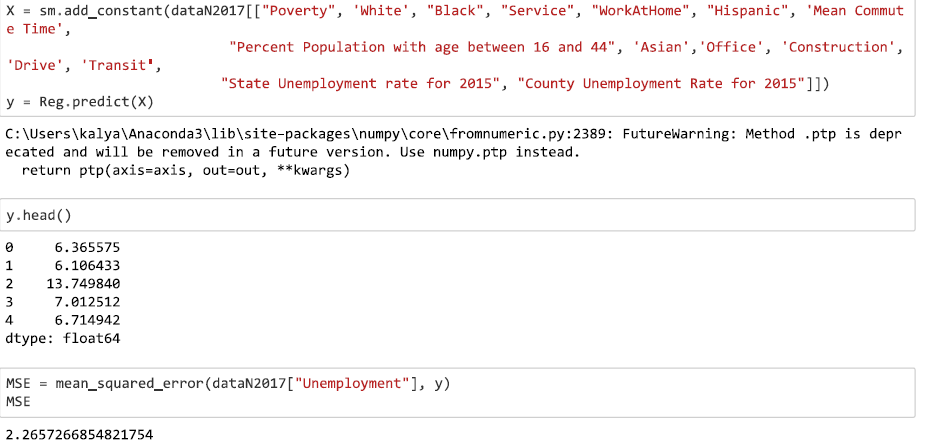 X = sm.add_constant(dataN2017[["Poverty", 'White', "Black", "Service", "WorkAtHome", "Hispanic", 'Mean Commut
e Time',
"Percent Population with age between 16 and 44", 'Asian','Office', 'Construction',
'Drive', 'Transit',
"State Unemployment rate for 2015", "County Unemployment Rate for 2015"]])
y = Reg.predict(X)
C:\Users\kalya\Anaconda3\lib\site-packages\numpy\core\fromnumeric.py:2389: FutureWarning: Method .ptp is depr
ecated and will be removed in a future version. Use numpy.ptp instead.
return ptp(axis=axis, out=out, **kwargs)
y.head()
0 6.365575
1 6.106433
2 13.749840
3 7.012512
4 6.714942
dtype: float64
MSE = mean_squared_error(dataN2017["Unemployment"], y)
MSE
2.2657266854821754